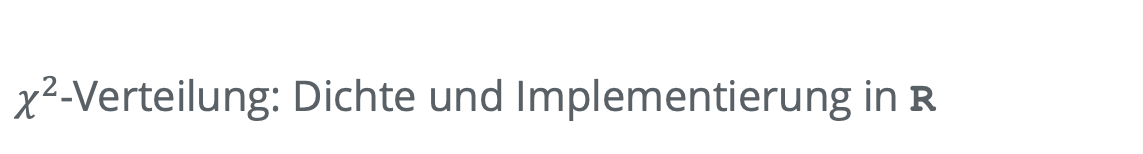 χ²-Verteilung: Dichte und Implementierung in R